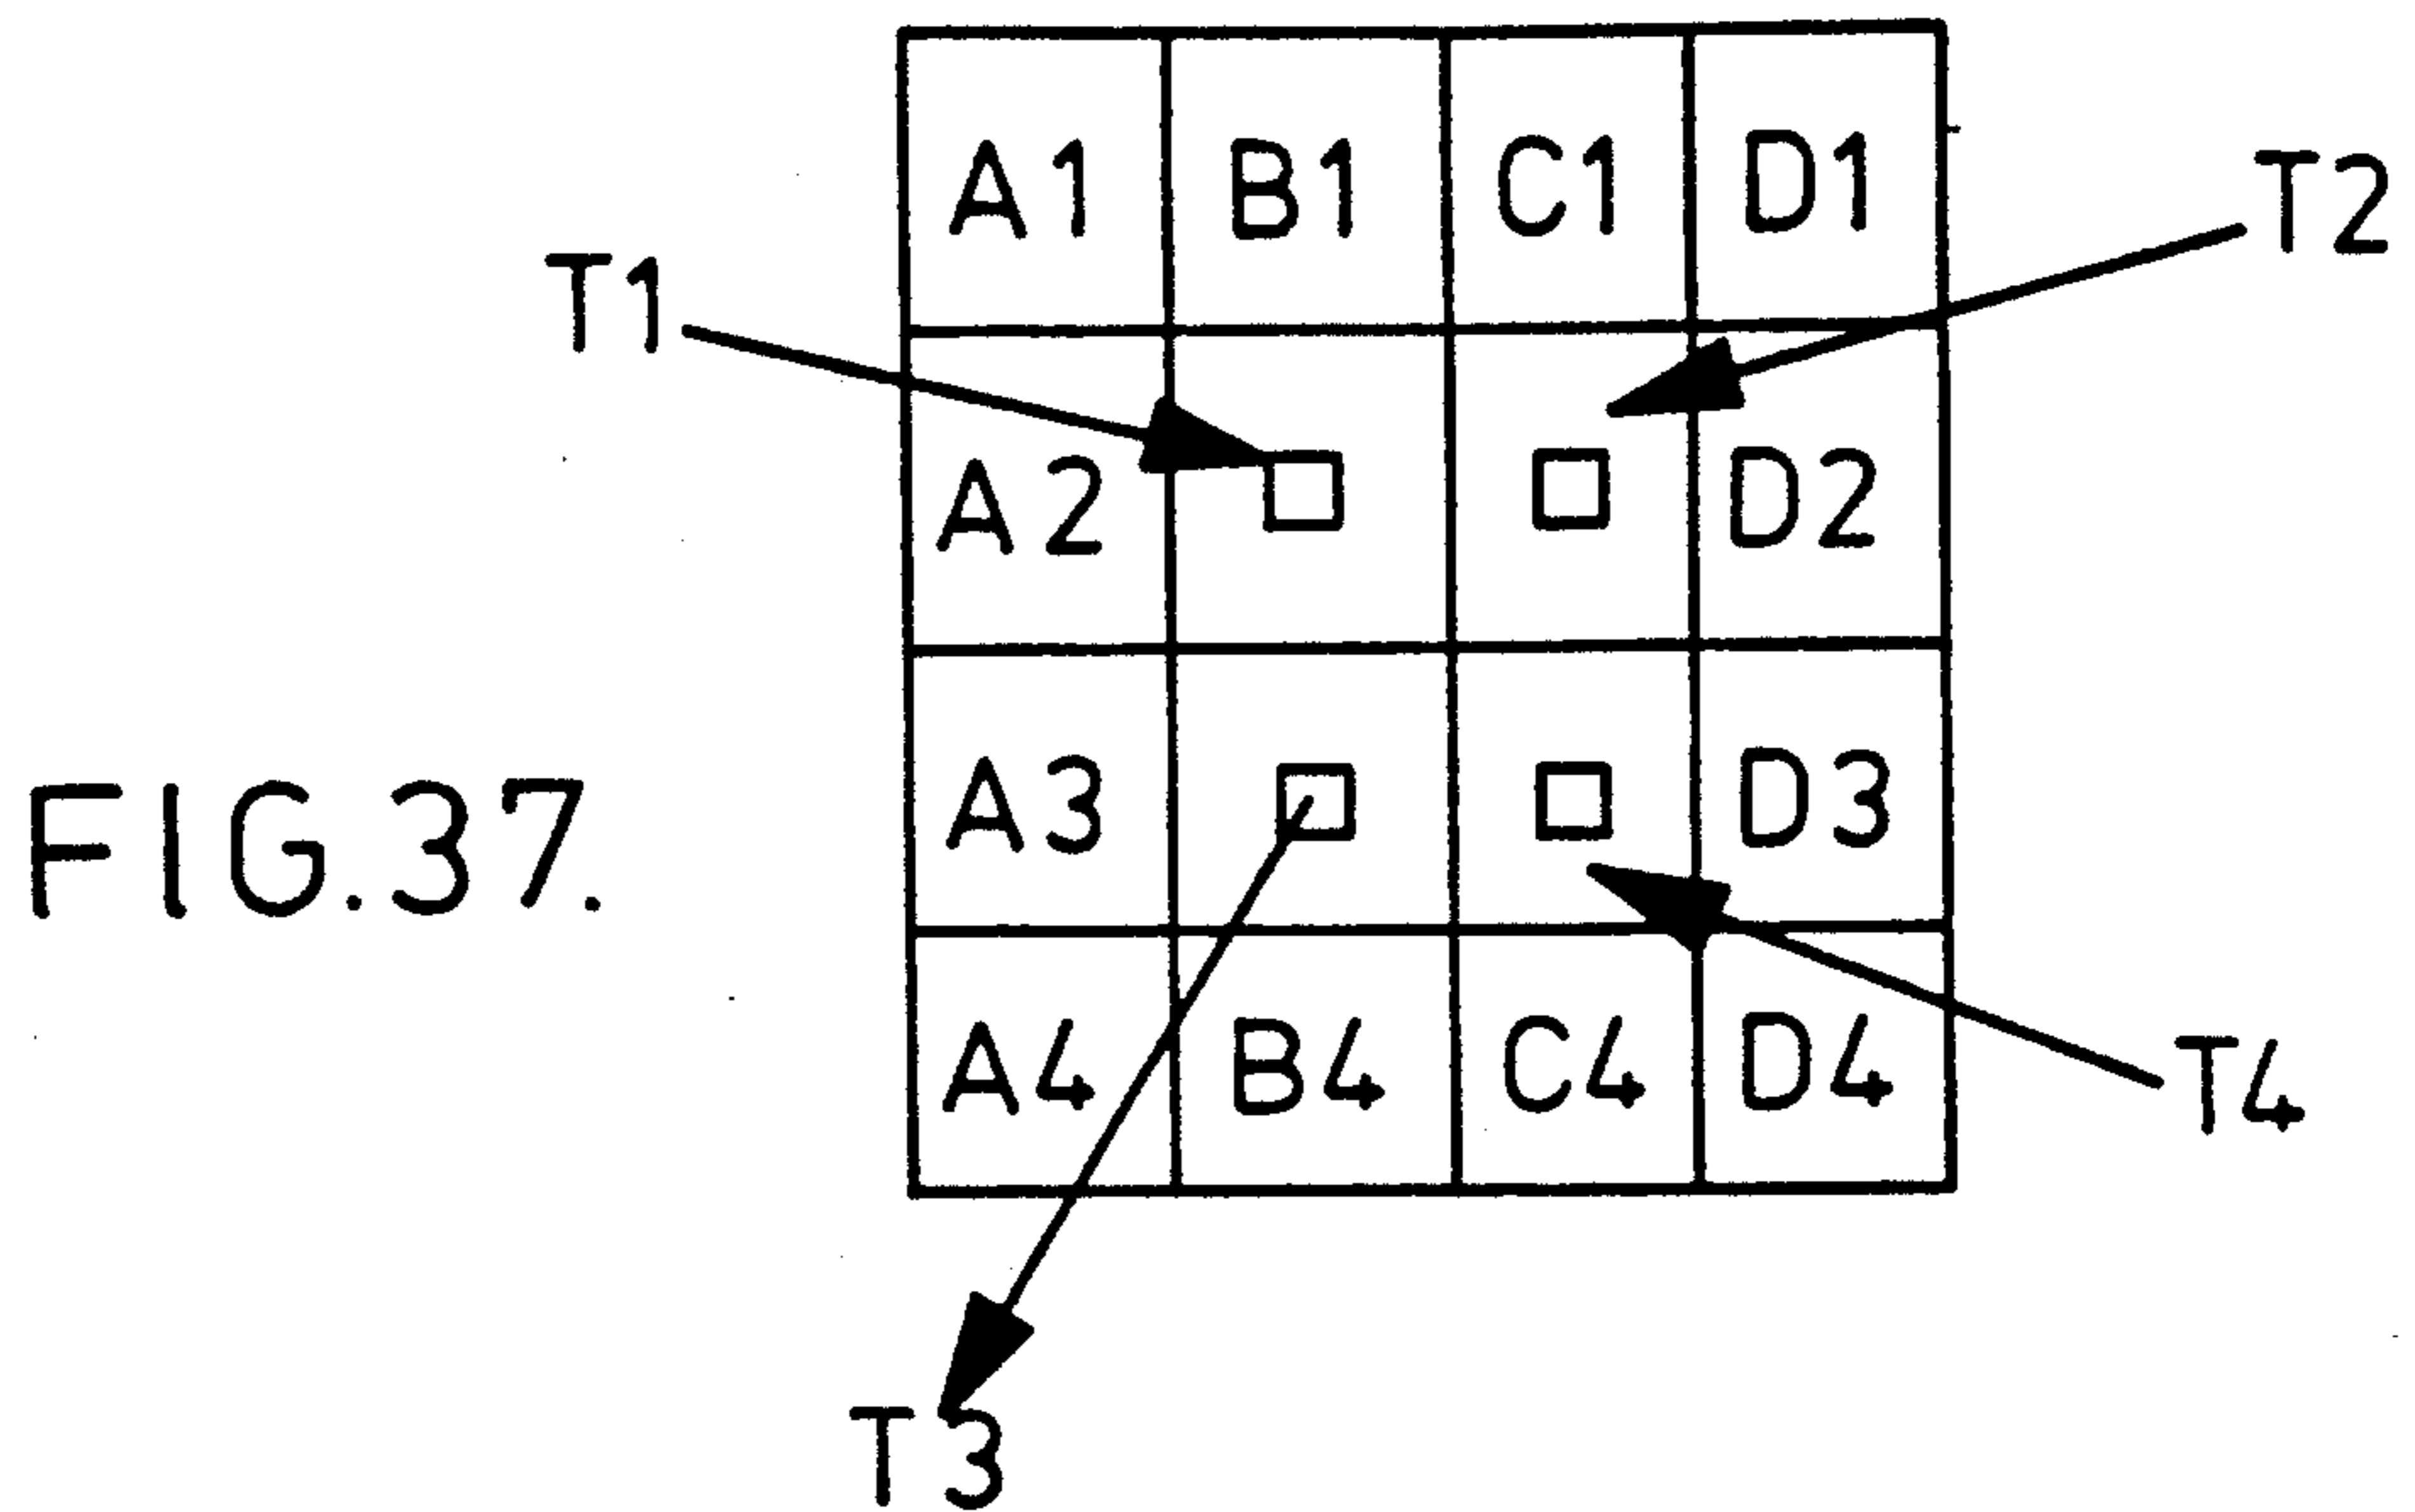 A1 B1 C1 D1
T2
T1
A2 D2
A3 D3
FIG.37.
A4 B4 C4 D4
T4
T3